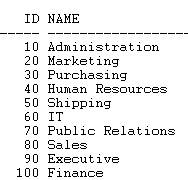 ID NAME
----- --------------------
10 Administration
20 Marketing
30 Purchasing
40 Human Resources
50 Shipping
60 IT
70 Public Relations
80 Sales
90 Executive
100 Finance